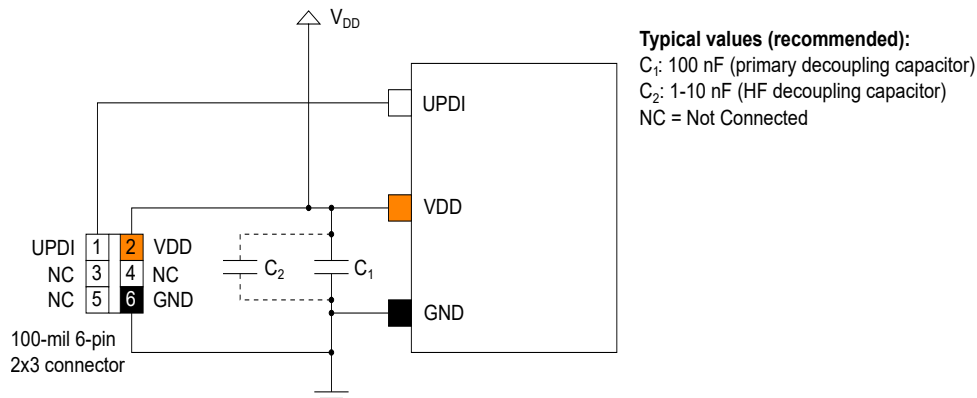 V_DD
Typical values (recommended):
C₁: 100 nF (primary decoupling capacitor)
C₂: 1-10 nF (HF decoupling capacitor)
NC = Not Connected
UPDI
VDD
UPDI 1 2 VDD
NC 3 4 NC
NC 5 6 GND
C₂ C₁
GND
100-mil 6-pin
2x3 connector